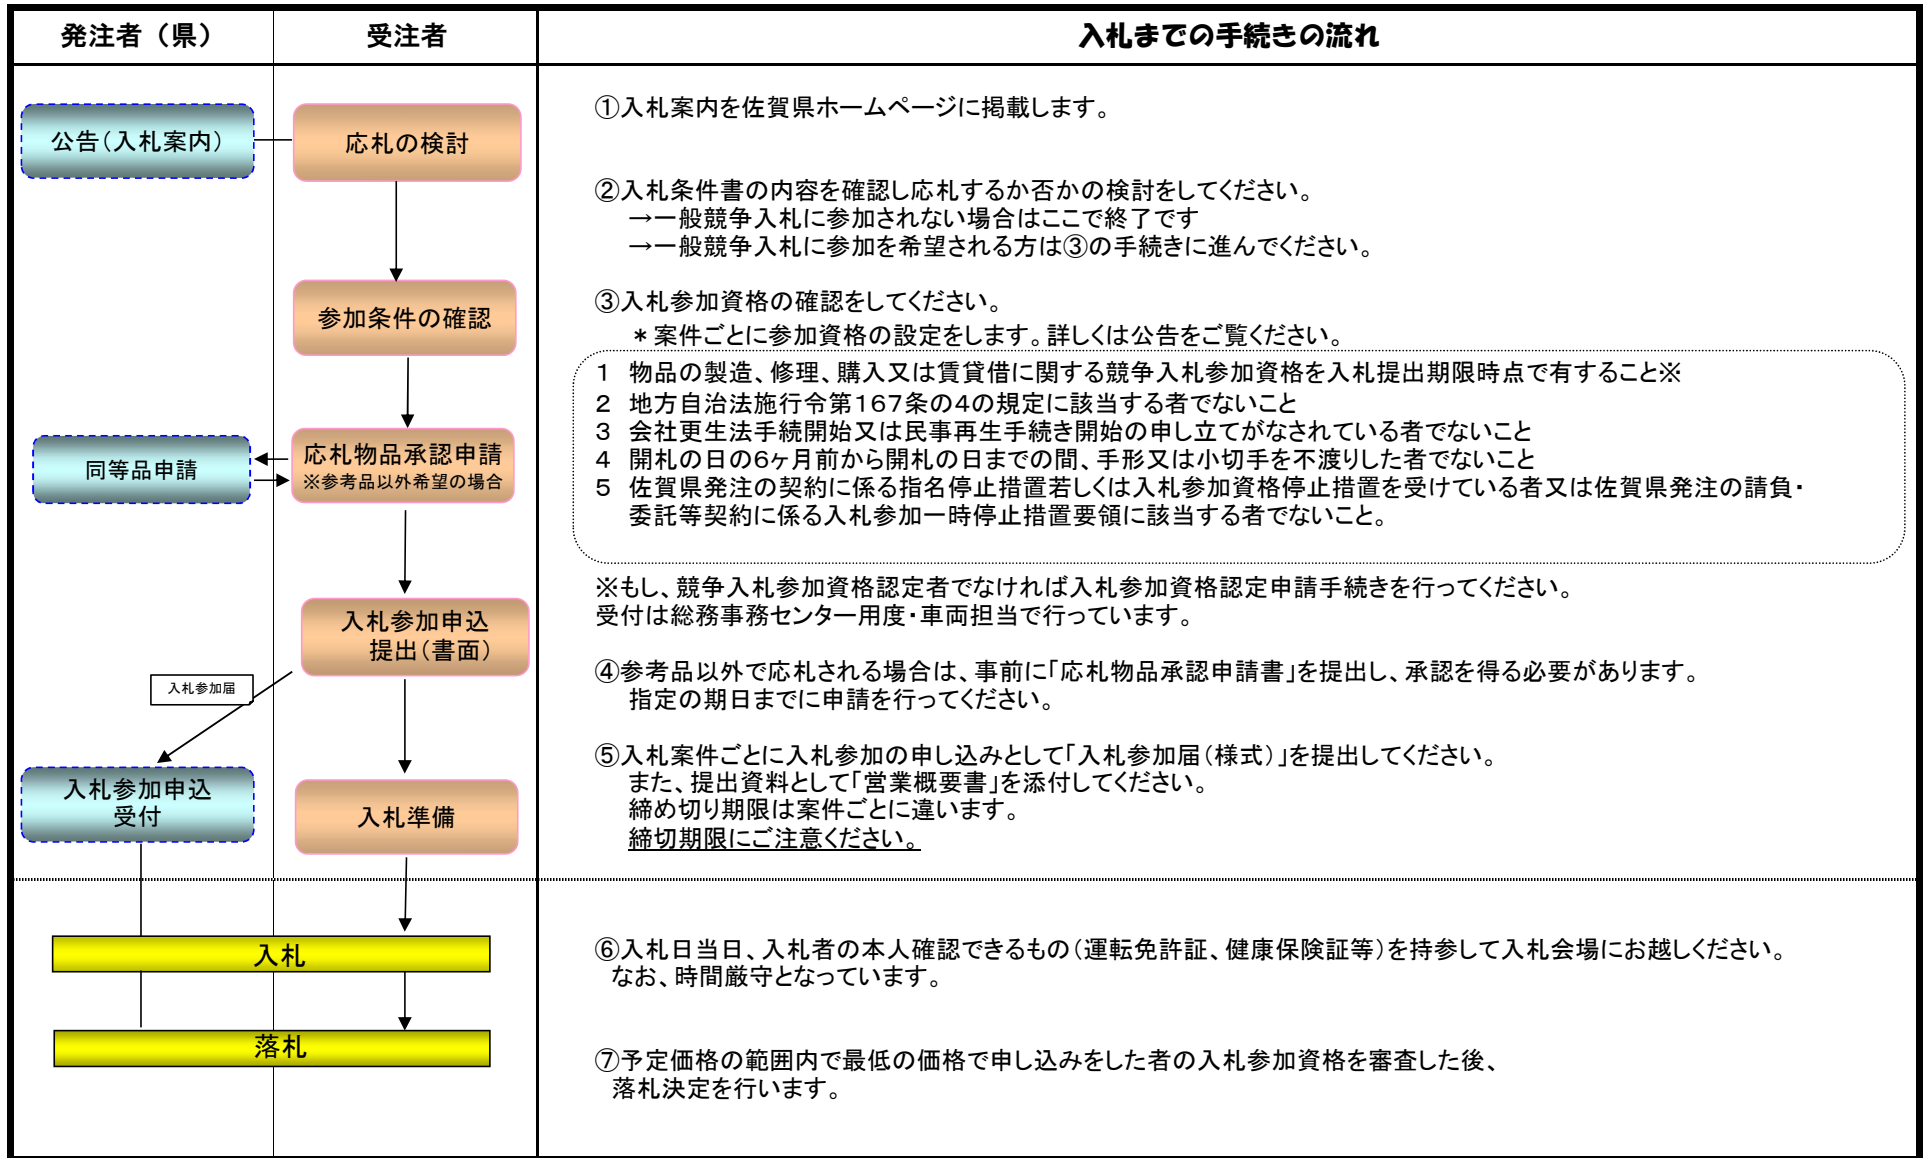 発注者（県）
受注者
入札までの手続きの流れ
公告（入札案内）
応札の検討
参加条件の確認
同等品申請
応札物品承認申請
※参考品以外希望の場合
入札参加申込
提出（書面）
入札参加届
入札参加申込
受付
入札準備
入札
落札
①入札案内を佐賀県ホームページに掲載します。
②入札条件書の内容を確認し応札するか否かの検討をしてください。
→一般競争入札に参加されない場合はここで終了です
→一般競争入札に参加を希望される方は③の手続きに進んでください。
③入札参加資格の確認をしてください。
＊案件ごとに参加資格の設定をします。詳しくは公告をご覧ください。
１　物品の製造、修理、購入又は賃貸借に関する競争入札参加資格を入札提出期限時点で有すること※
２　地方自治法施行令第１６７条の４の規定に該当する者でないこと
３　会社更生法手続開始又は民事再生手続き開始の申し立てがなされている者でないこと
４　開札の日の６ヶ月前から開札の日までの間、手形又は小切手を不渡りした者でないこと
５　佐賀県発注の契約に係る指名停止措置若しくは入札参加資格停止措置を受けている者又は佐賀県発注の請負・
委託等契約に係る入札参加一時停止措置要領に該当する者でないこと。
※もし、競争入札参加資格認定者でなければ入札参加資格認定申請手続きを行ってください。
受付は総務事務センター用度・車両担当で行っています。
④参考品以外で応札される場合は、事前に「応札物品承認申請書」を提出し、承認を得る必要があります。
指定の期日までに申請を行ってください。
⑤入札案件ごとに入札参加の申し込みとして「入札参加届（様式）」を提出してください。
また、提出資料として「営業概要書」を添付してください。
締め切り期限は案件ごとに違います。
締切期限にご注意ください。
⑥入札日当日、入札者の本人確認できるもの（運転免許証、健康保険証等）を持参して入札会場にお越しください。
なお、時間厳守となっています。
⑦予定価格の範囲内で最低の価格で申し込みをした者の入札参加資格を審査した後、
落札決定を行います。